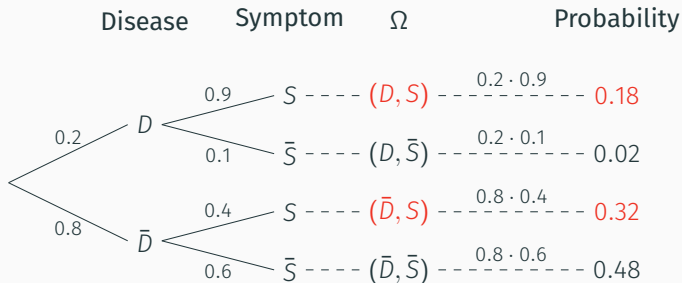 Disease Symptom Ω Probability
0.9 S (D, S) 0.2 · 0.9 0.18
0.2 D
0.1 S̄ (D, S̄) 0.2 · 0.1 0.02
0.4 S (D̄, S) 0.8 · 0.4 0.32
0.8 D̄
0.6 S̄ (D̄, S̄) 0.8 · 0.6 0.48